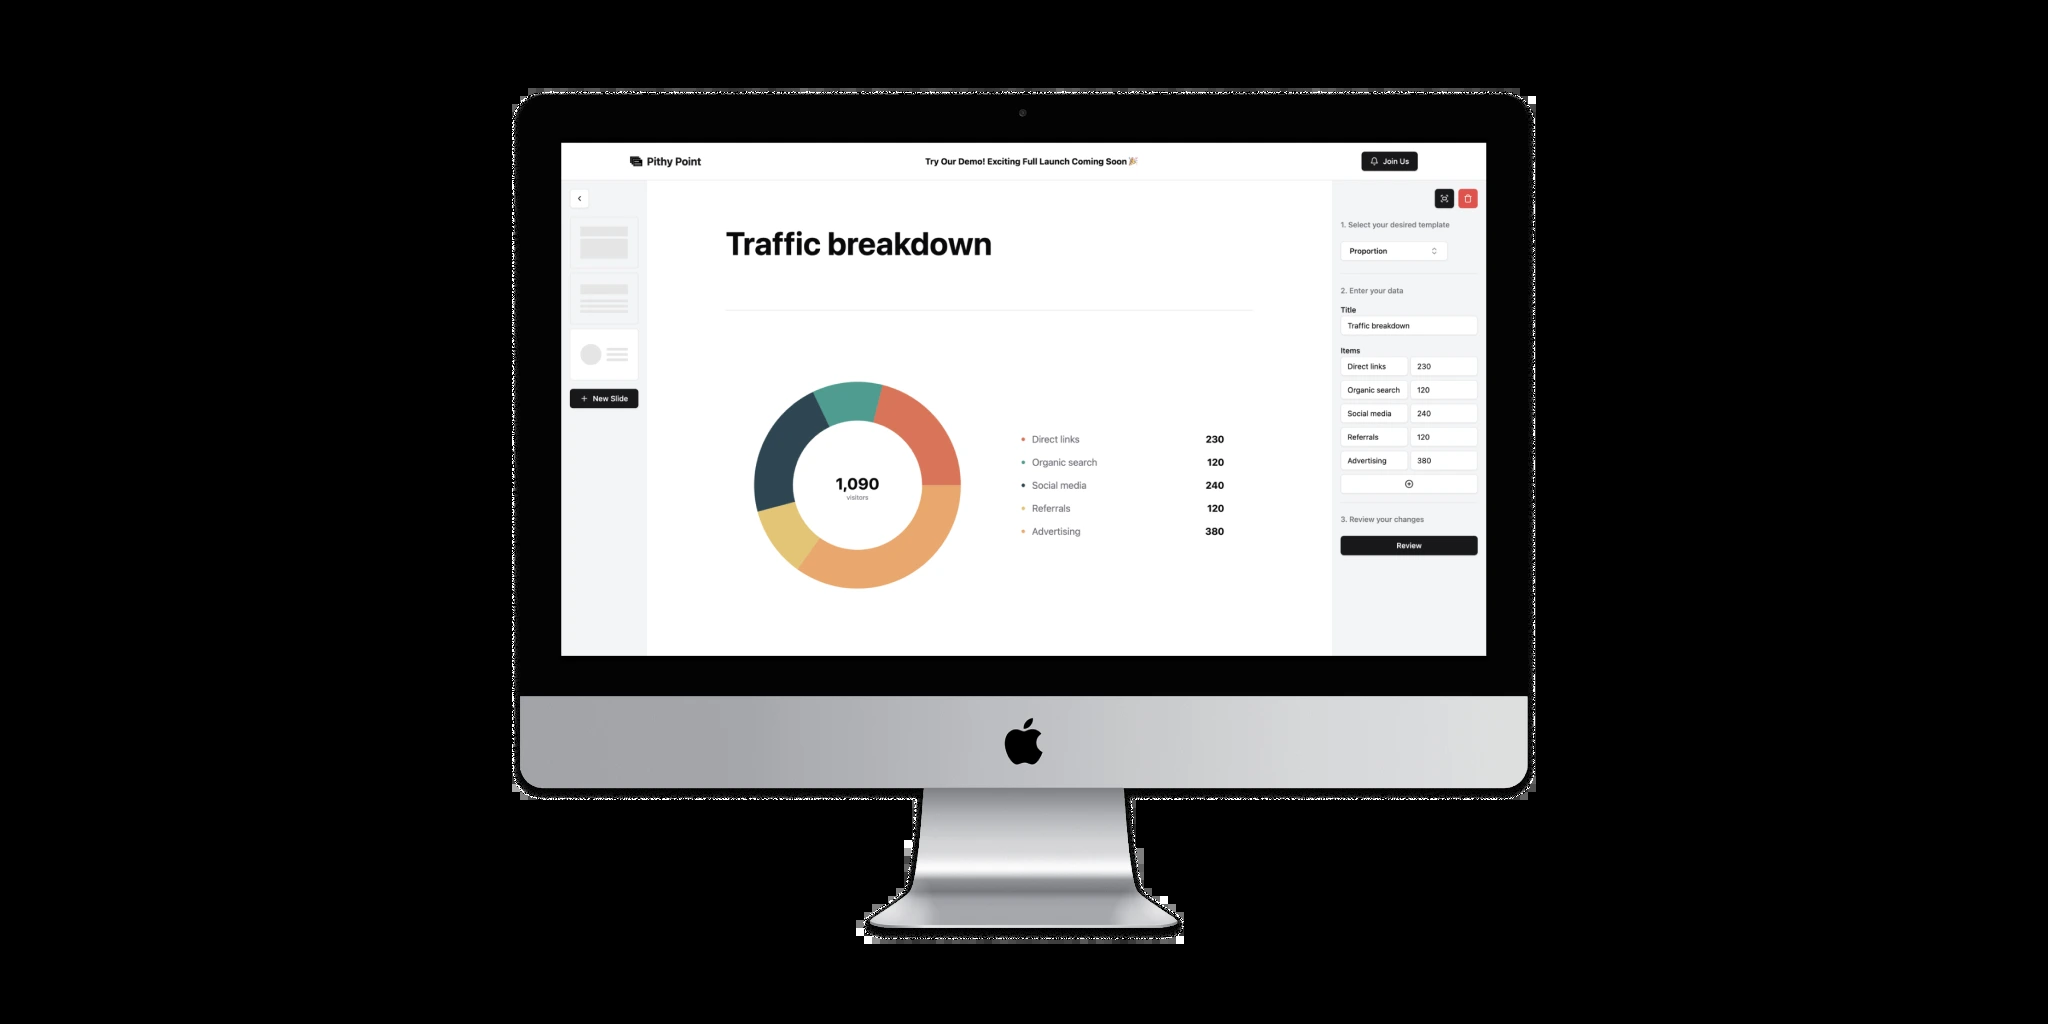 Pithy Point
Try Our Demo! Exciting Full Launch Coming Soon 🎉
Join Us
New Slide
Traffic breakdown
1,090
visitors
Direct links 230
Organic search 120
Social media 240
Referrals 120
Advertising 380
1. Select your desired template
Proportion
2. Enter your data
Title
Traffic breakdown
Items
Direct links 230
Organic search 120
Social media 240
Referrals 120
Advertising 380
3. Review your changes
Review